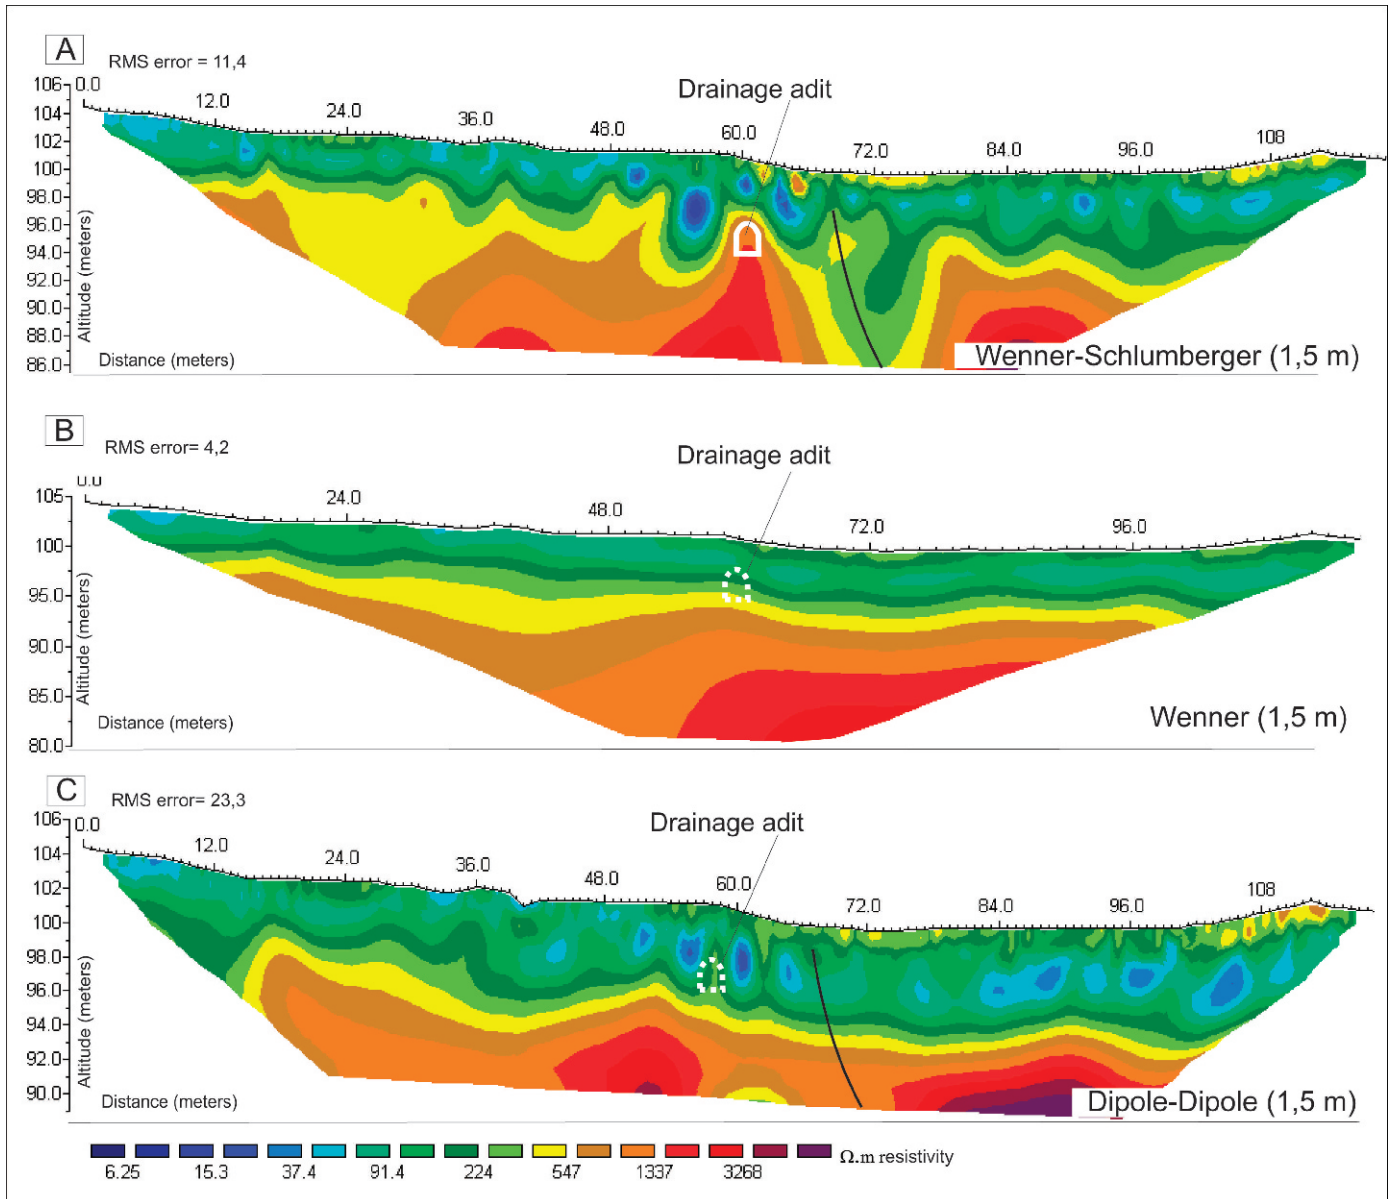 A
RMS error = 11,4
Drainage adit
106
104
102
100
98.0
96.0
94.0
92.0
90.0
88.0
86.0
Altitude (meters)
0.0
12.0
24.0
36.0
48.0
60.0
72.0
84.0
96.0
108
Distance (meters)
Wenner-Schlumberger (1,5 m)
B
RMS error= 4,2
Drainage adit
105
100
95.0
90.0
85.0
80.0
Altitude (meters)
0.0
24.0
48.0
72.0
96.0
Distance (meters)
Wenner (1,5 m)
C
RMS error= 23,3
Drainage adit
106
104
102
100
98.0
96.0
94.0
92.0
90.0
Altitude (meters)
0.0
12.0
24.0
36.0
48.0
60.0
72.0
84.0
96.0
108
Distance (meters)
Dipole-Dipole (1,5 m)
6.25 15.3 37.4 91.4 224 547 1337 3268 Ω.m resistivity